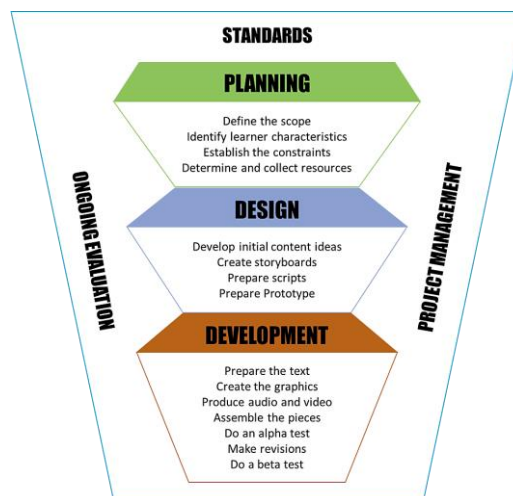 STANDARDS
PLANNING
Define the scope
Identify learner characteristics
Establish the constraints
Determine and collect resources
ONGOING EVALUATION
PROJECT MANAGEMENT
DESIGN
Develop initial content ideas
Create storyboards
Prepare scripts
Prepare Prototype
DEVELOPMENT
Prepare the text
Create the graphics
Produce audio and video
Assemble the pieces
Do an alpha test
Make revisions
Do a beta test